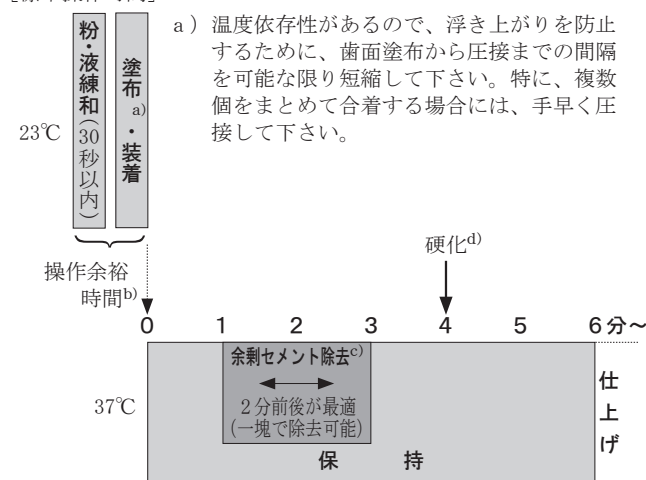 a）温度依存性があるので、浮き上がりを防止
するために、歯面塗布から圧接までの間隔
を可能な限り短縮して下さい。特に、複数
個をまとめて合着する場合には、手早く圧
接して下さい。
23℃
粉・液練和（30秒以内）
塗布a)・装着
操作余裕
時間b)
硬化d)
0 1 2 3 4 5 6分～
37℃
余剰セメント除去c)
2分前後が最適
(一塊で除去可能)
保 持
仕上げ